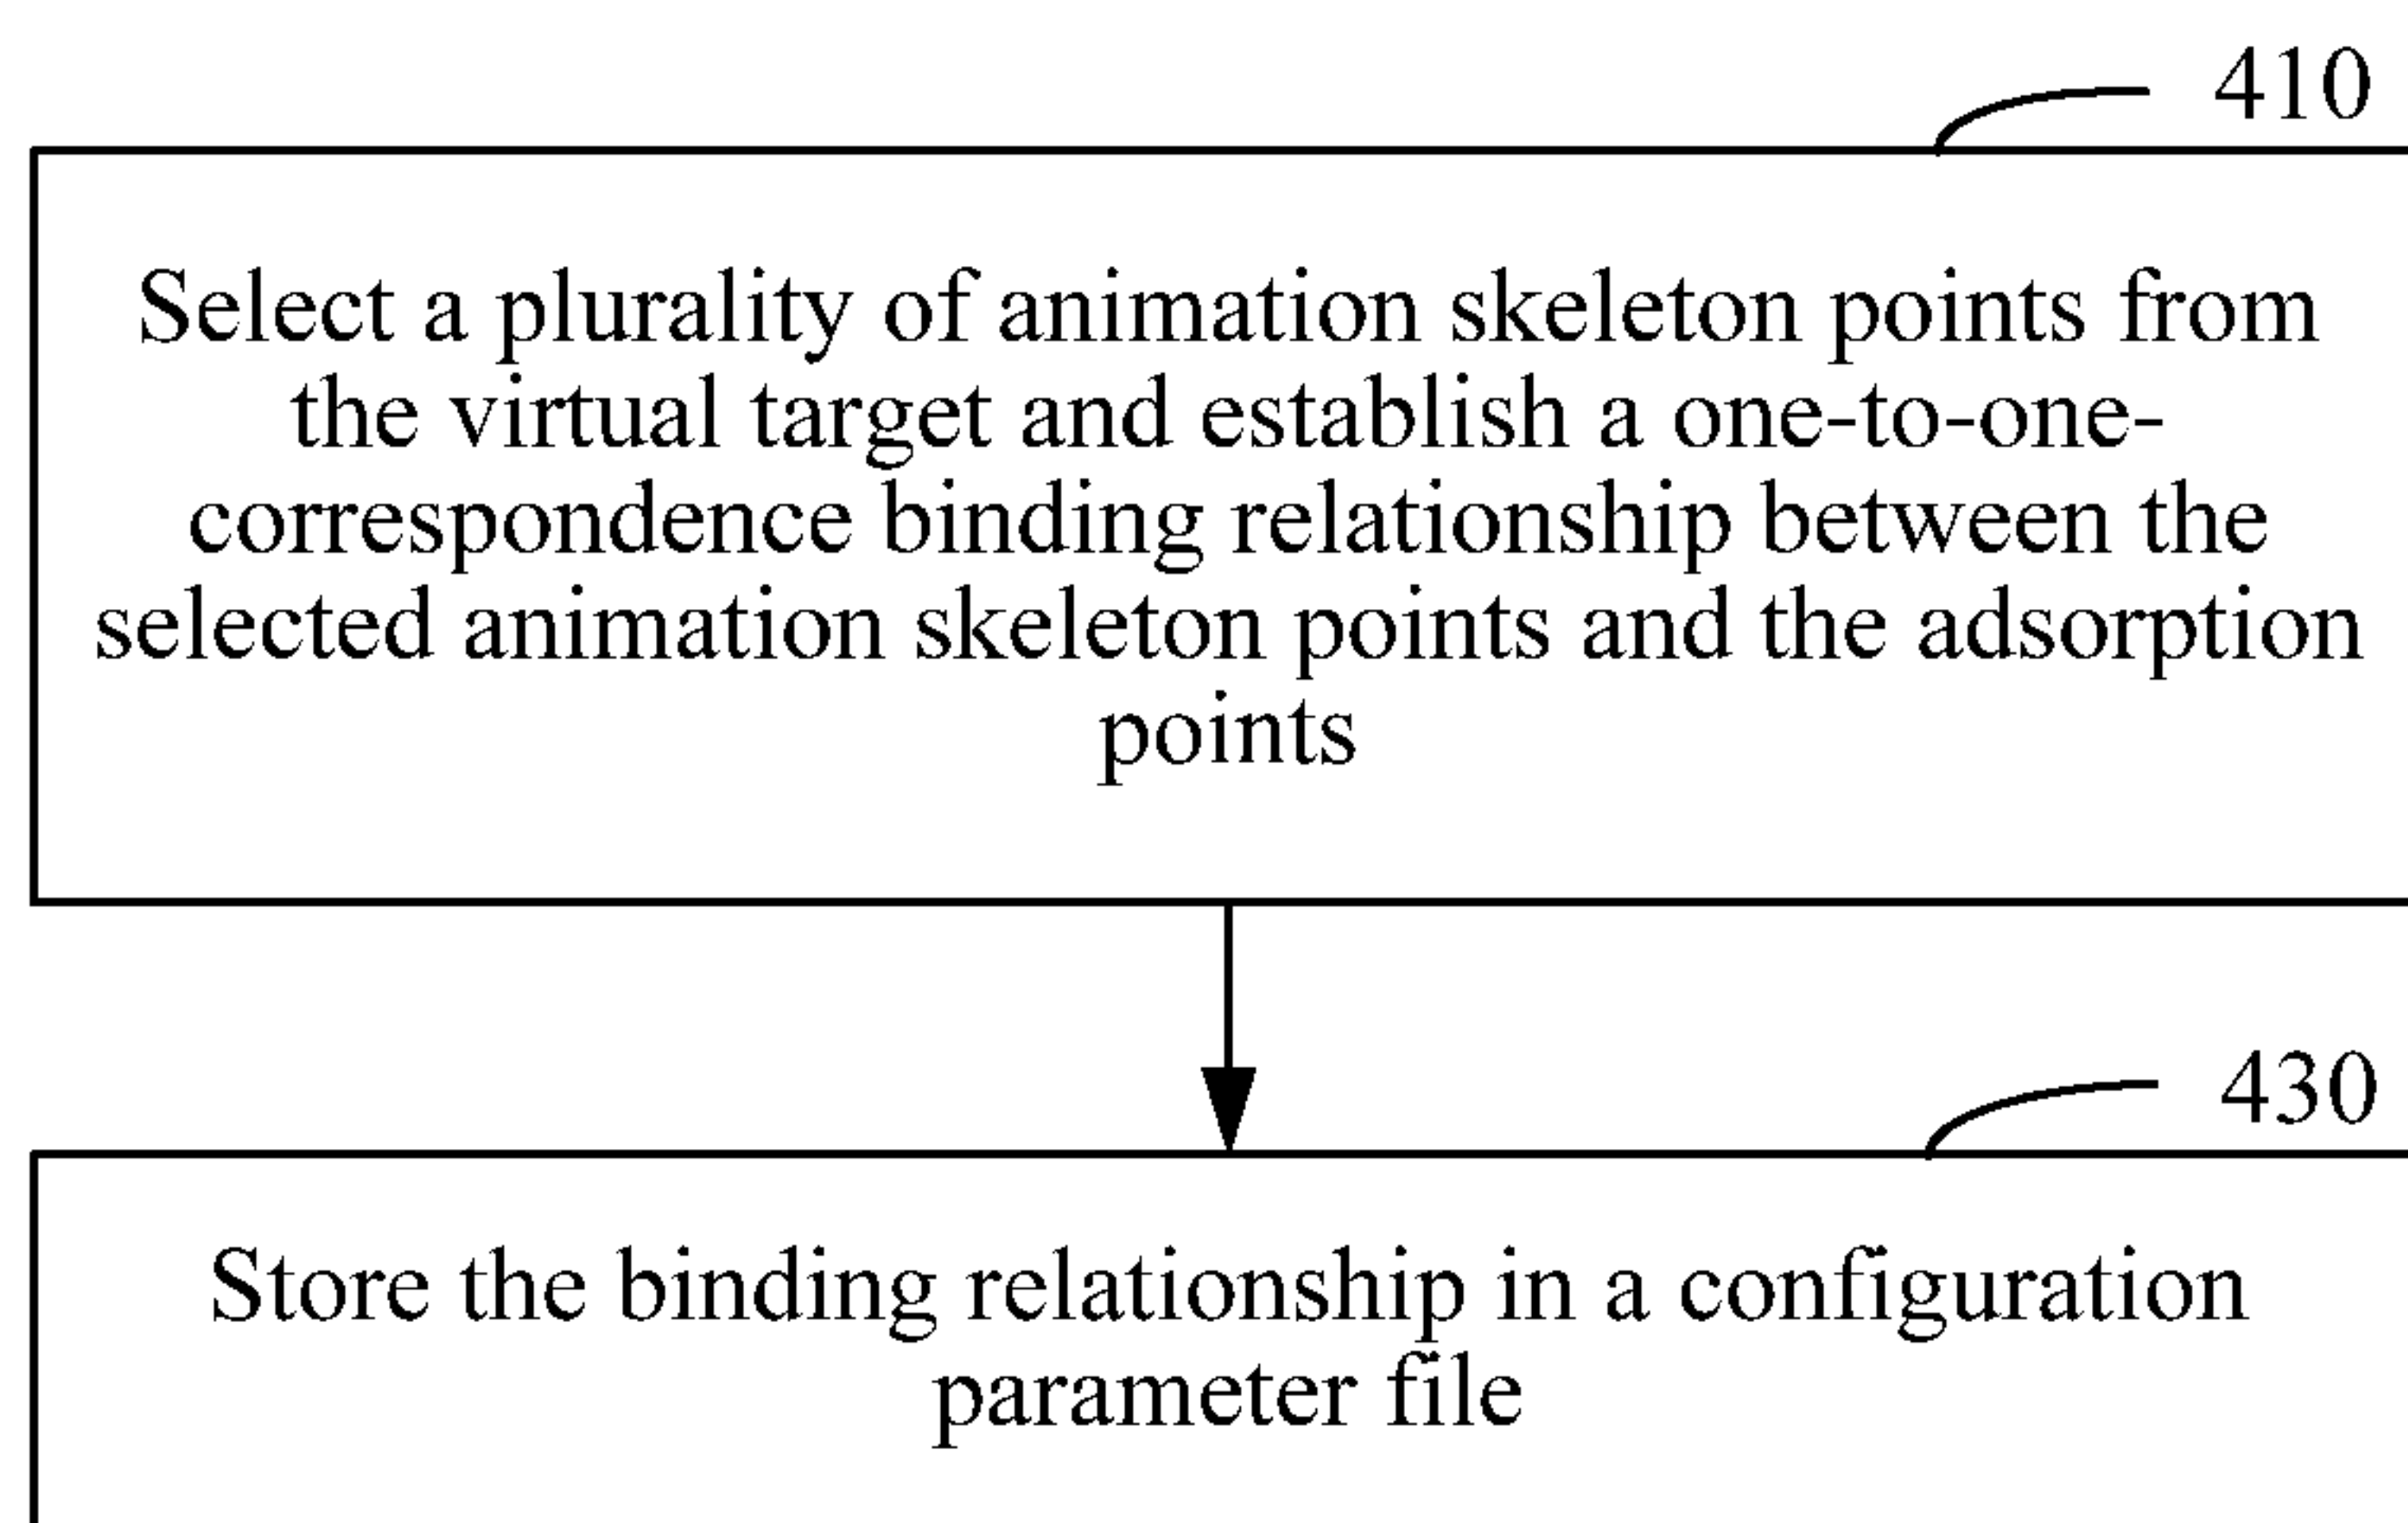 410
Select a plurality of animation skeleton points from
the virtual target and establish a one-to-one-
correspondence binding relationship between the
selected animation skeleton points and the adsorption
points
430
Store the binding relationship in a configuration
parameter file